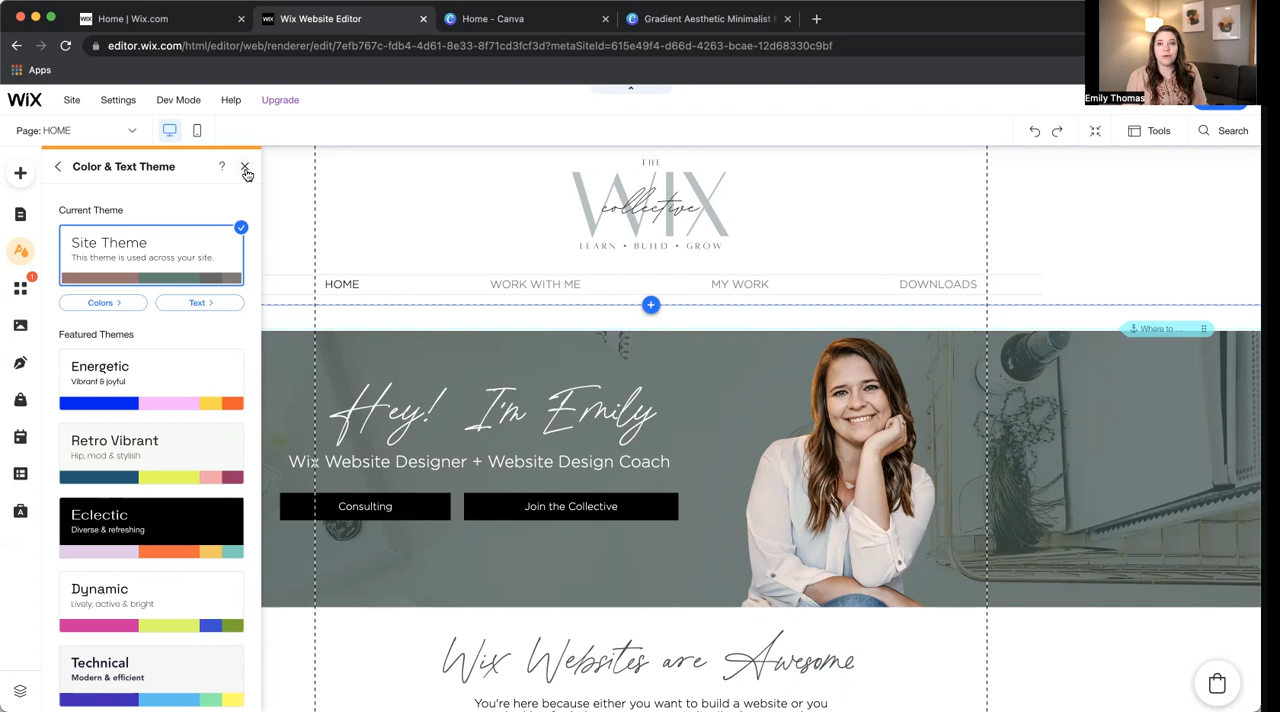 Home | Wix.com
WiX Wix Website Editor
Home - Canva
Gradient Aesthetic Minimalist
editor.wix.com/html/editor/web/renderer/edit/7efb767c-fdb4-4d61-8e33-8f71cd3fcf3d?metaSiteId=615e49f4-d66d-4263-bcae-12d68330c9bf
Apps
Emily Thomas
WiX Site Settings Dev Mode Help Upgrade
Page: HOME
Tools Search
Color & Text Theme ?
Current Theme
Site Theme
This theme is used across your site.
Colors > Text >
Featured Themes
Energetic
Vibrant & joyful
Retro Vibrant
Hip, mod & stylish
Eclectic
Diverse & refreshing
Dynamic
Lively, active & bright
Technical
Modern & efficient
1
THE
WIX
collective
LEARN • BUILD • GROW
HOME WORK WITH ME MY WORK DOWNLOADS
Where to ...
Hey! I'm Emily
Wix Website Designer + Website Design Coach
Consulting Join the Collective
Wix Websites are Awesome
You're here because either you want to build a website or you